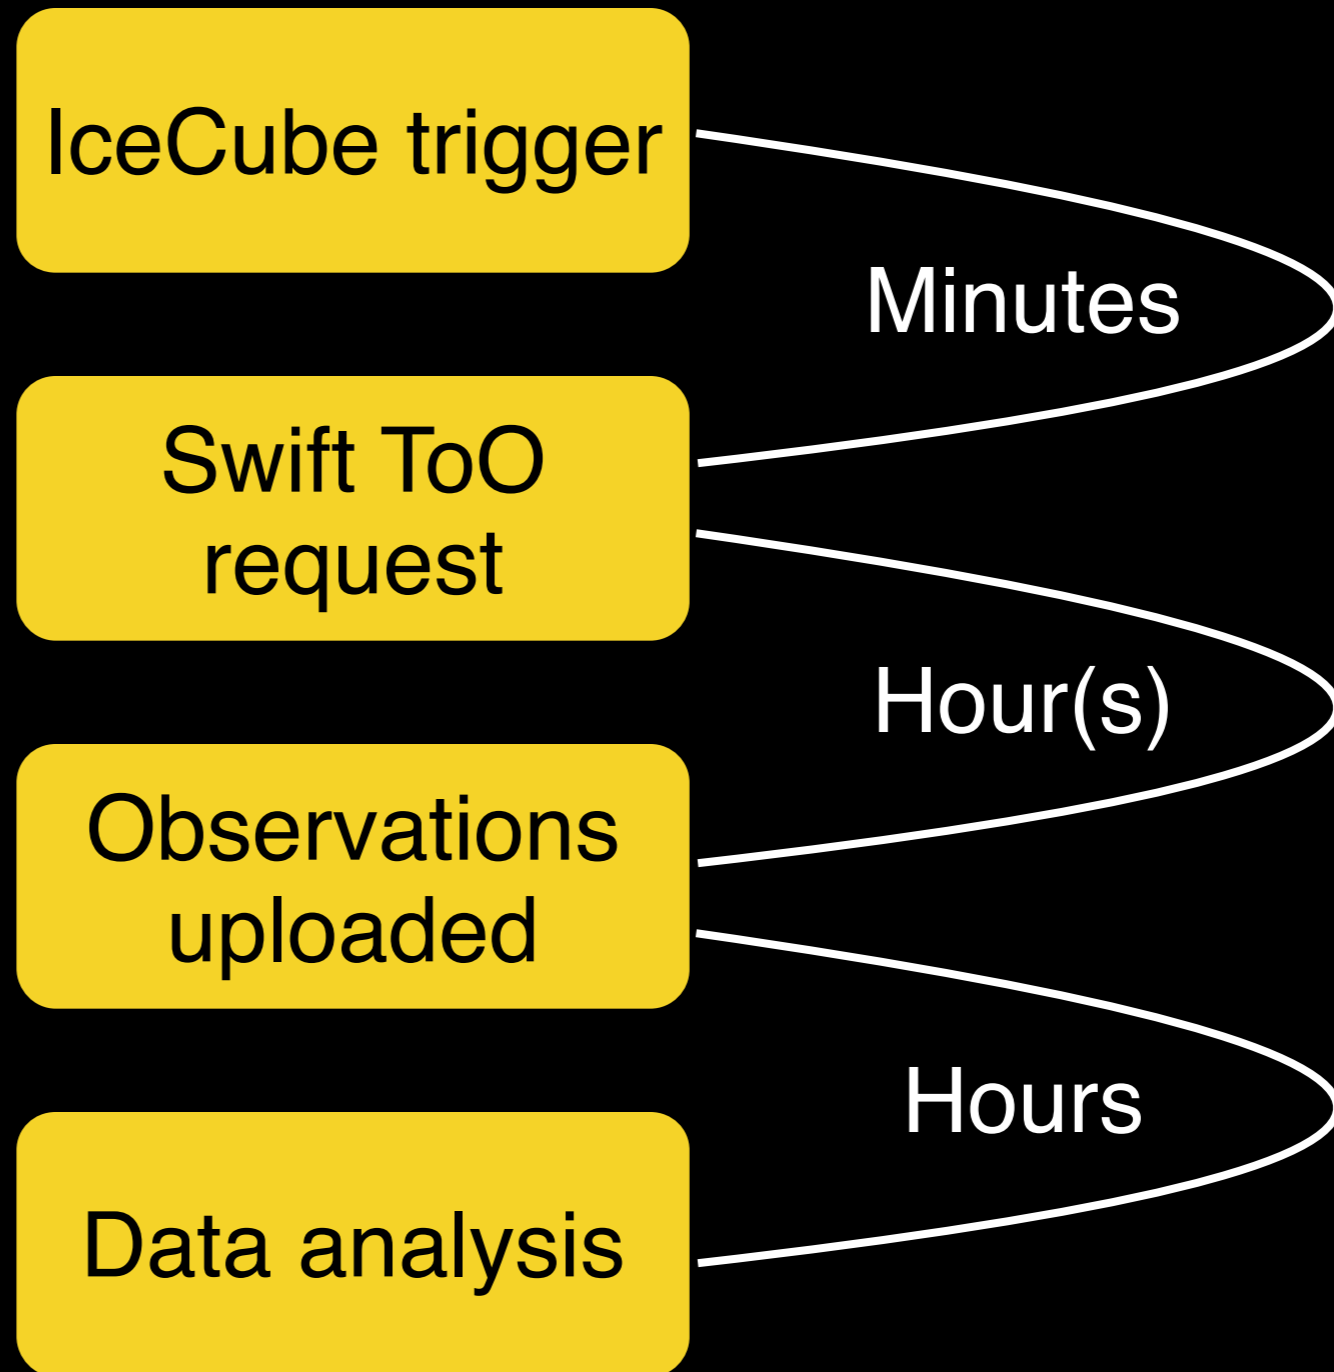 IceCube trigger
Minutes
Swift ToO
request
Hour(s)
Observations
uploaded
Hours
Data analysis